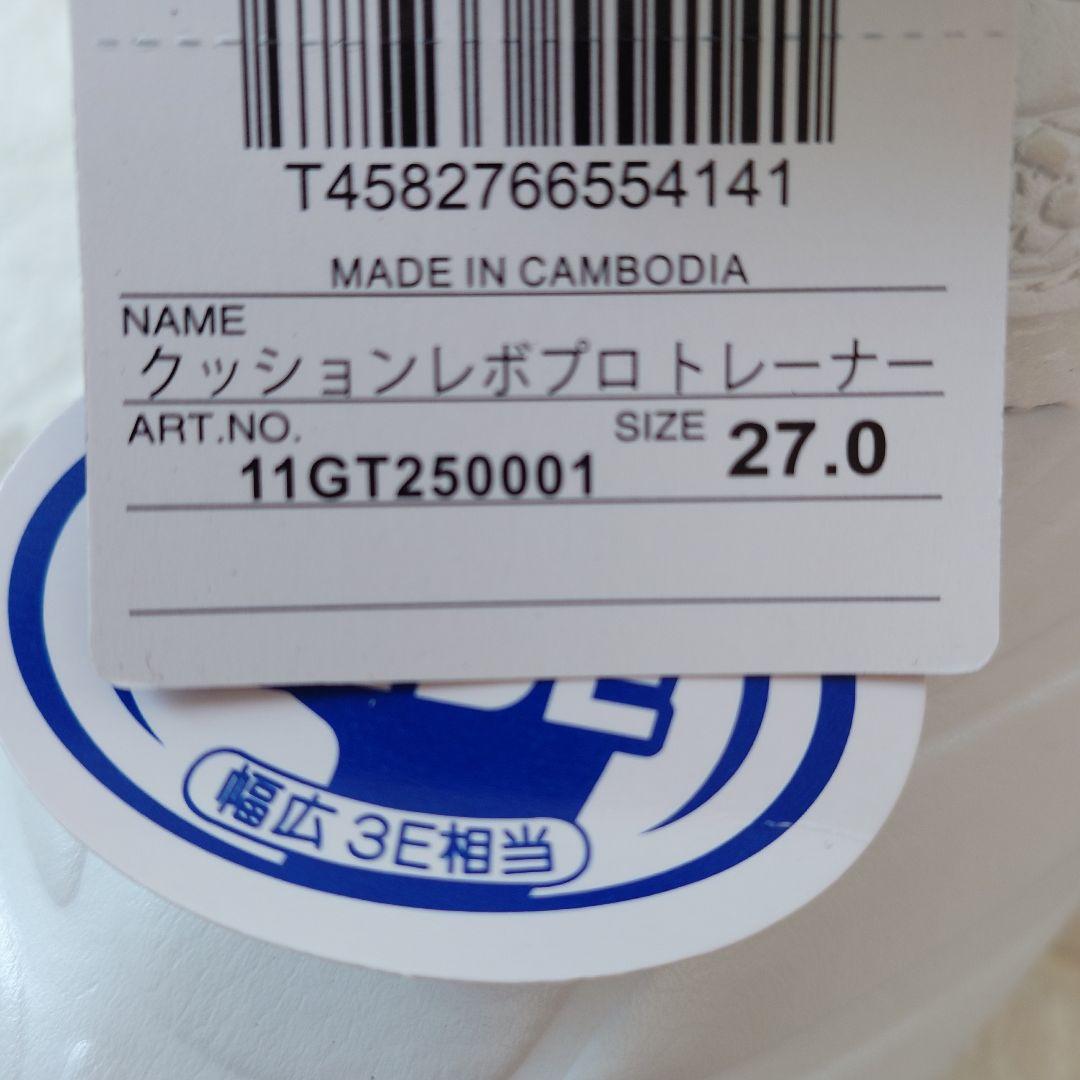 T4582766554141
MADE IN CAMBODIA
NAME
クッションレボプロ トレーナー
ART.NO. SIZE 27.0
11GT250001
幅広 3E相当